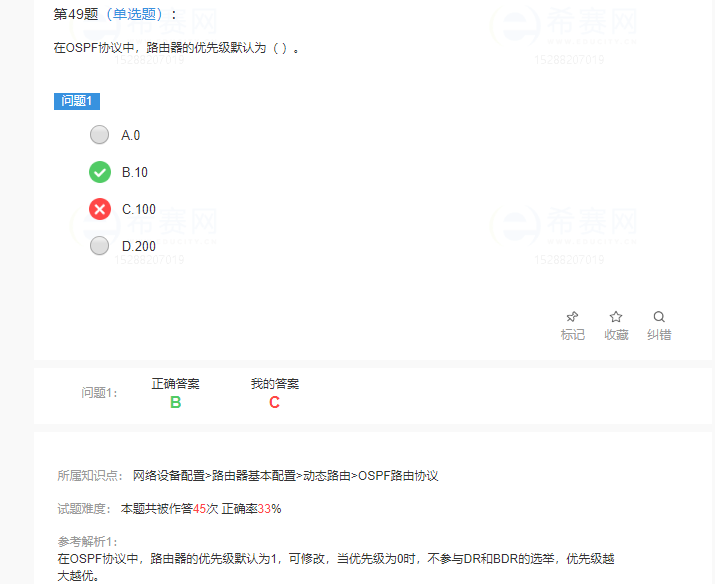 第49题（单选题）：
在OSPF协议中，路由器的优先级默认为（ ）。
问题1
A.0
B.10
C.100
D.200
希赛网
15288207019
希赛网
15288207019
希赛网
15288207019
希赛网
15288207019
标记 收藏 纠错
正确答案 我的答案
问题1： B C
所属知识点： 网络设备配置>路由器基本配置>动态路由>OSPF路由协议
试题难度： 本题共被作答45次 正确率33%
参考解析1：
在OSPF协议中，路由器的优先级默认为1，可修改，当优先级为0时，不参与DR和BDR的选举，优先级越
大越优。